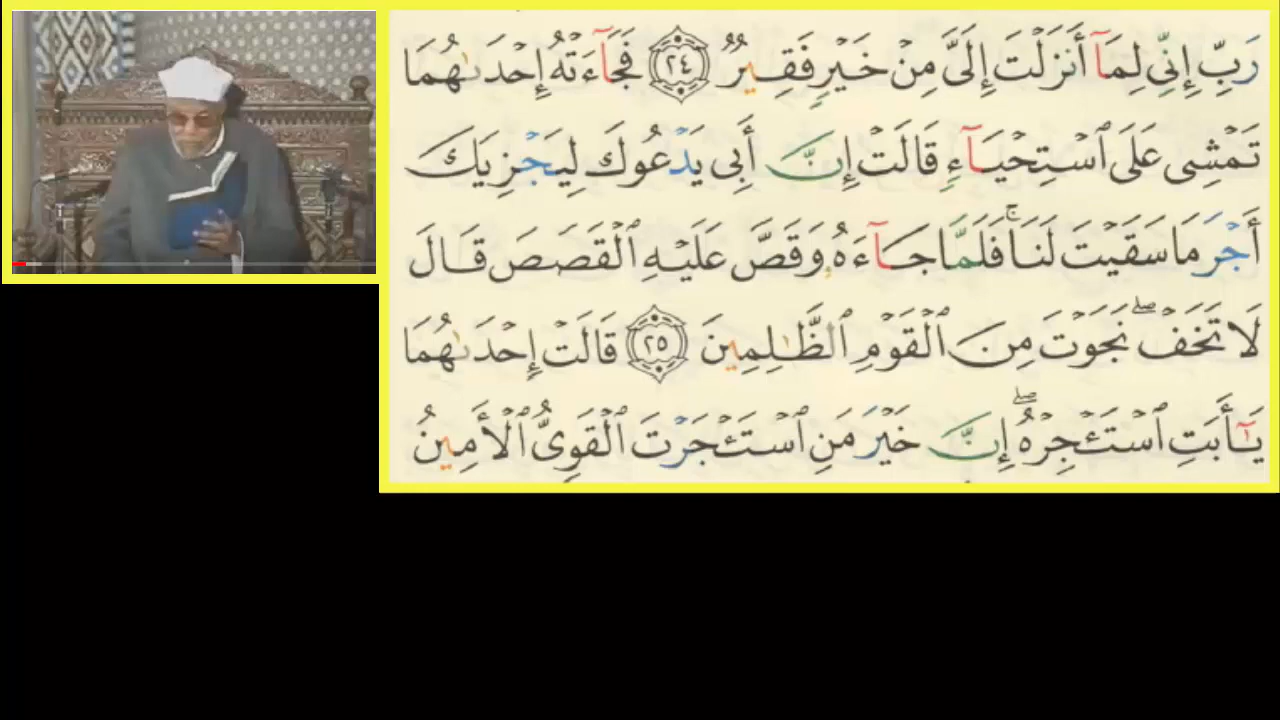 رَبِّ إِنِّي لِمَآ أَنزَلْتَ إِلَىَّ مِنْ خَيْرٍ فَقِيرٌ ٢٤ فَجَآءَتْهُ إِحْدَىٰهُمَا
تَمْشِى عَلَى ٱسْتِحْيَآءٍ قَالَتْ إِنَّ أَبِى يَدْعُوكَ لِيَجْزِيَكَ
أَجْرَ مَا سَقَيْتَ لَنَا ۚ فَلَمَّا جَآءَهُۥ وَقَصَّ عَلَيْهِ ٱلْقَصَصَ قَالَ
لَا تَخَفْ ۖ نَجَوْتَ مِنَ ٱلْقَوْمِ ٱلظَّٰلِمِينَ ٢٥ قَالَتْ إِحْدَىٰهُمَا
يَٰٓأَبَتِ ٱسْتَـْٔجِرْهُ ۖ إِنَّ خَيْرَ مَنِ ٱسْتَـْٔجَرْتَ ٱلْقَوِىُّ ٱلْأَمِينُ